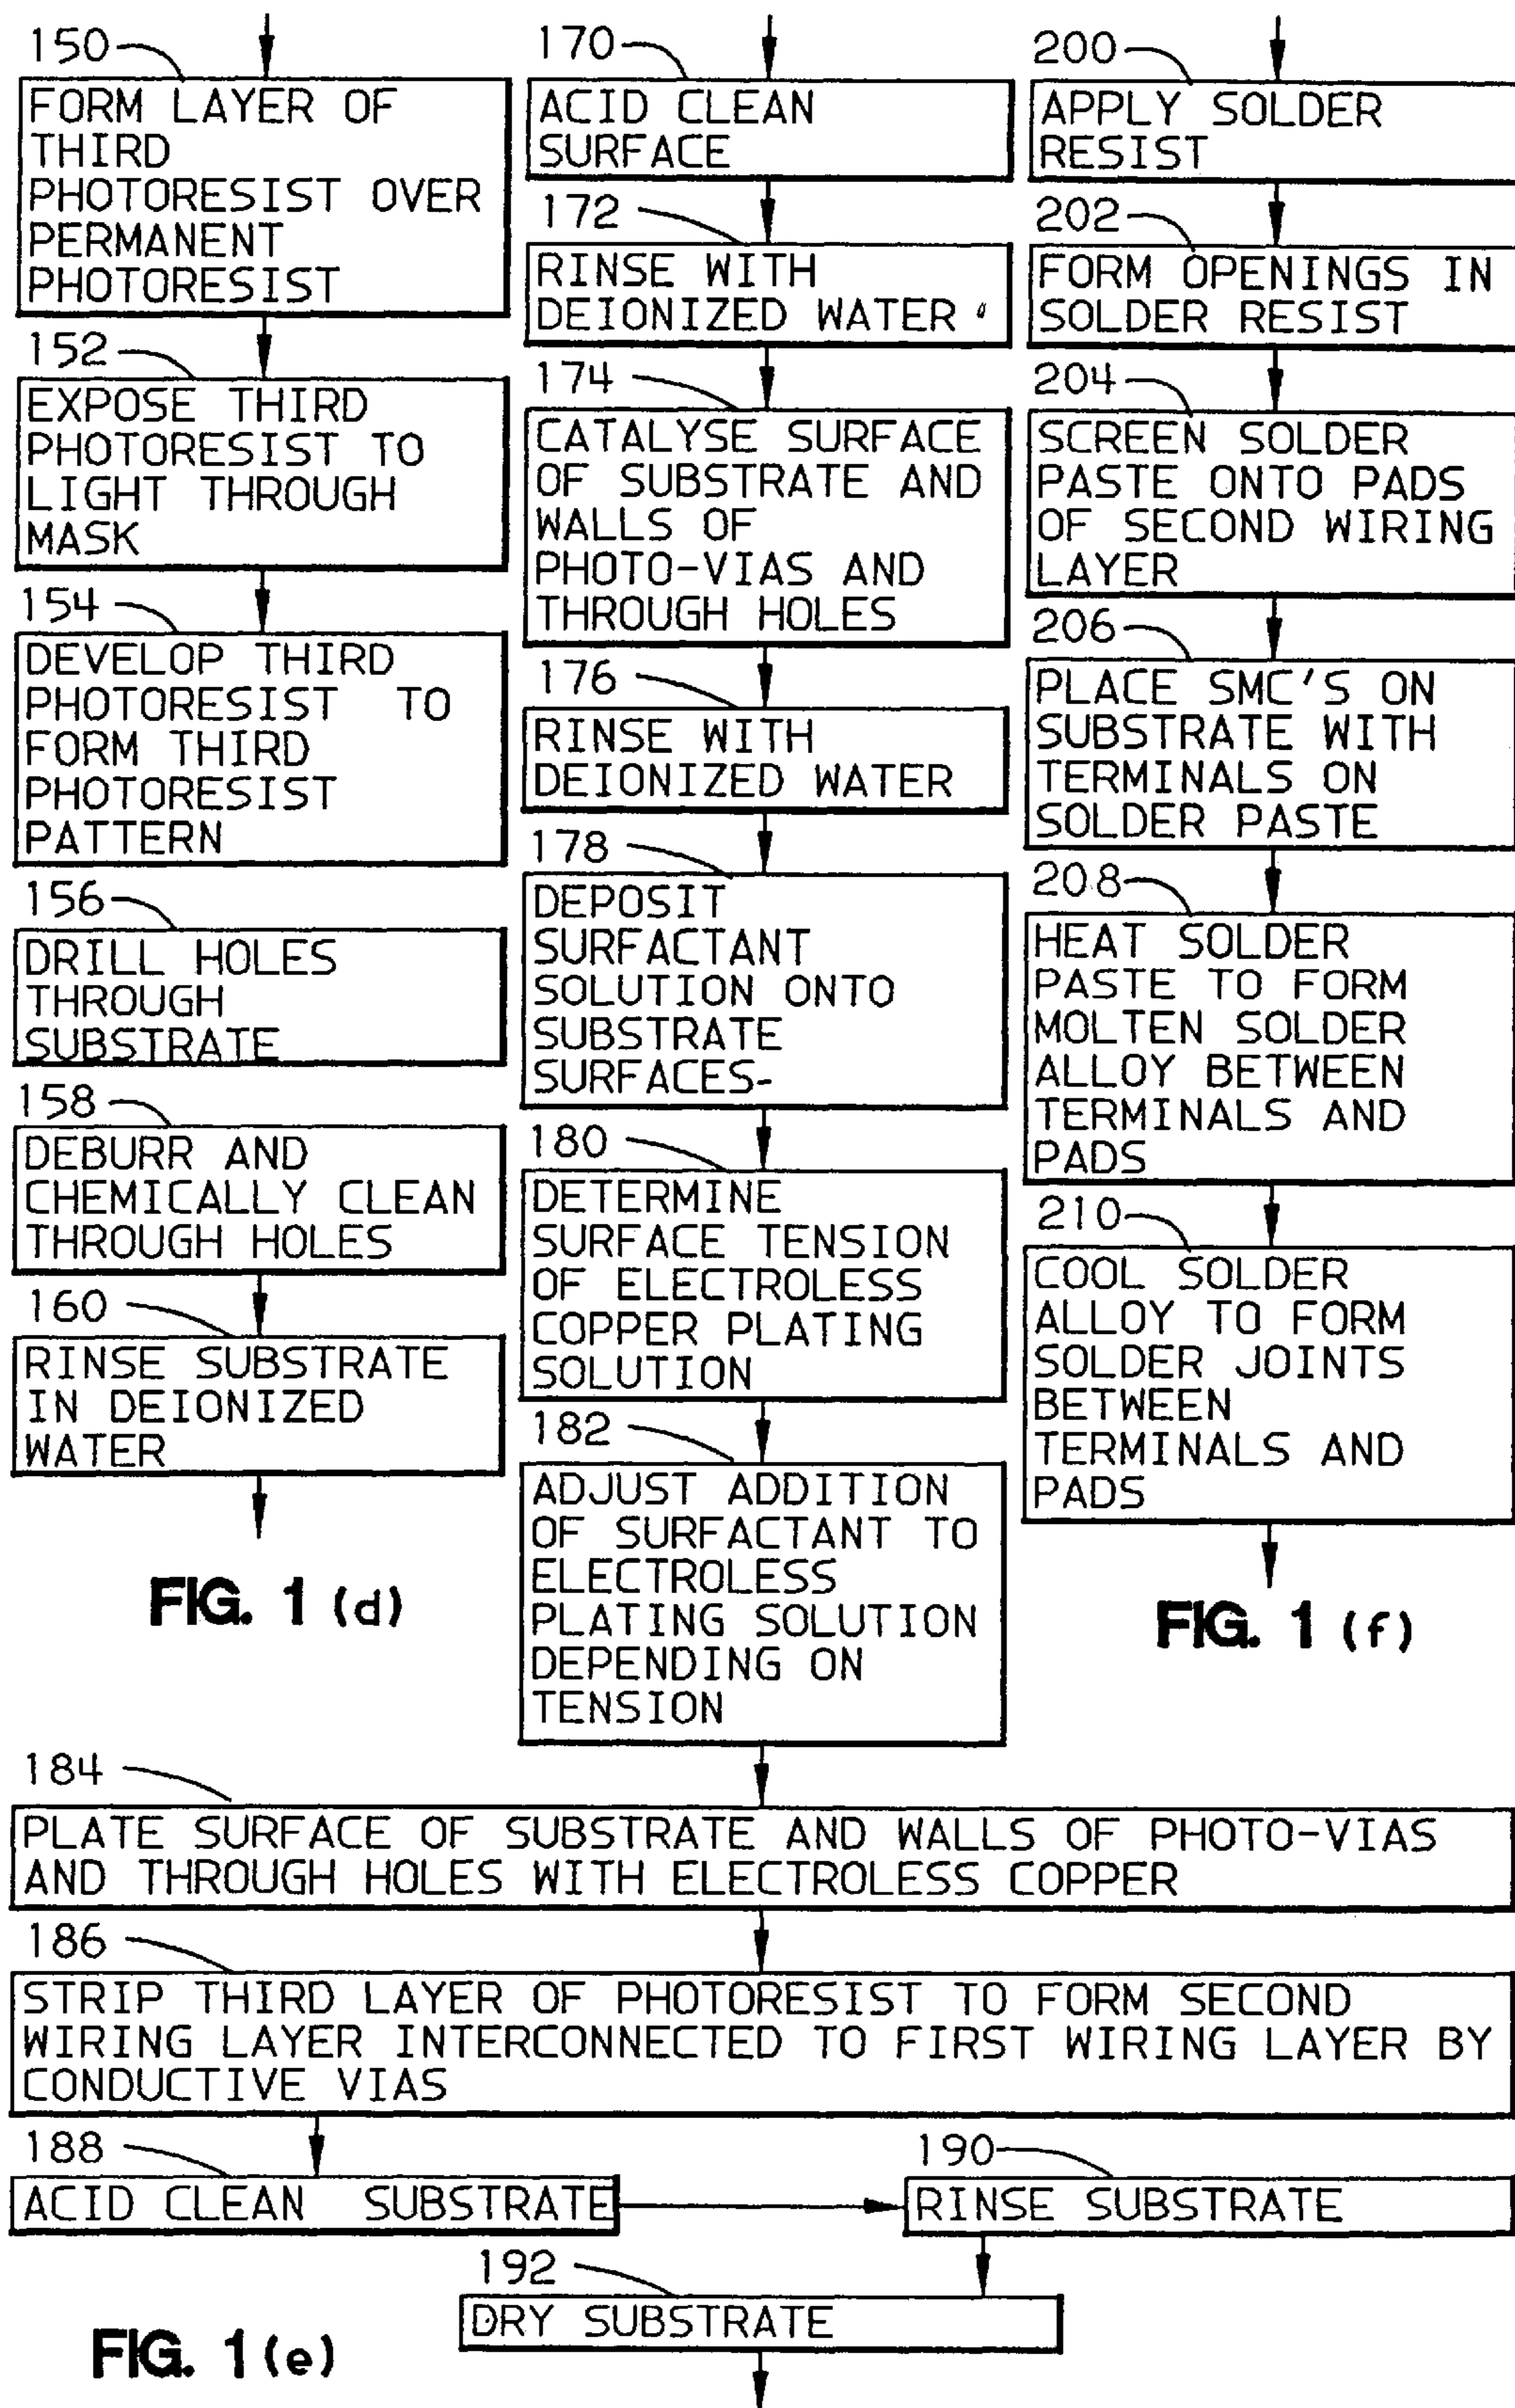 150
FORM LAYER OF
THIRD
PHOTORESIST OVER
PERMANENT
PHOTORESIST
152
EXPOSE THIRD
PHOTORESIST TO
LIGHT THROUGH
MASK
154
DEVELOP THIRD
PHOTORESIST TO
FORM THIRD
PHOTORESIST
PATTERN
156
DRILL HOLES
THROUGH
SUBSTRATE
158
DEBURR AND
CHEMICALLY CLEAN
THROUGH HOLES
160
RINSE SUBSTRATE
IN DEIONIZED
WATER
FIG. 1 (d)
170
ACID CLEAN
SURFACE
172
RINSE WITH
DEIONIZED WATER
174
CATALYSE SURFACE
OF SUBSTRATE AND
WALLS OF
PHOTO-VIAS AND
THROUGH HOLES
176
RINSE WITH
DEIONIZED WATER
178
DEPOSIT
SURFACTANT
SOLUTION ONTO
SUBSTRATE
SURFACES-
180
DETERMINE
SURFACE TENSION
OF ELECTROLESS
COPPER PLATING
SOLUTION
182
ADJUST ADDITION
OF SURFACTANT TO
ELECTROLESS
PLATING SOLUTION
DEPENDING ON
TENSION
184
PLATE SURFACE OF SUBSTRATE AND WALLS OF PHOTO-VIAS
AND THROUGH HOLES WITH ELECTROLESS COPPER
186
STRIP THIRD LAYER OF PHOTORESIST TO FORM SECOND
WIRING LAYER INTERCONNECTED TO FIRST WIRING LAYER BY
CONDUCTIVE VIAS
188
ACID CLEAN SUBSTRATE
190
RINSE SUBSTRATE
192
DRY SUBSTRATE
FIG. 1 (e)
200
APPLY SOLDER
RESIST
202
FORM OPENINGS IN
SOLDER RESIST
204
SCREEN SOLDER
PASTE ONTO PADS
OF SECOND WIRING
LAYER
206
PLACE SMC'S ON
SUBSTRATE WITH
TERMINALS ON
SOLDER PASTE
208
HEAT SOLDER
PASTE TO FORM
MOLTEN SOLDER
ALLOY BETWEEN
TERMINALS AND
PADS
210
COOL SOLDER
ALLOY TO FORM
SOLDER JOINTS
BETWEEN
TERMINALS AND
PADS
FIG. 1 (f)